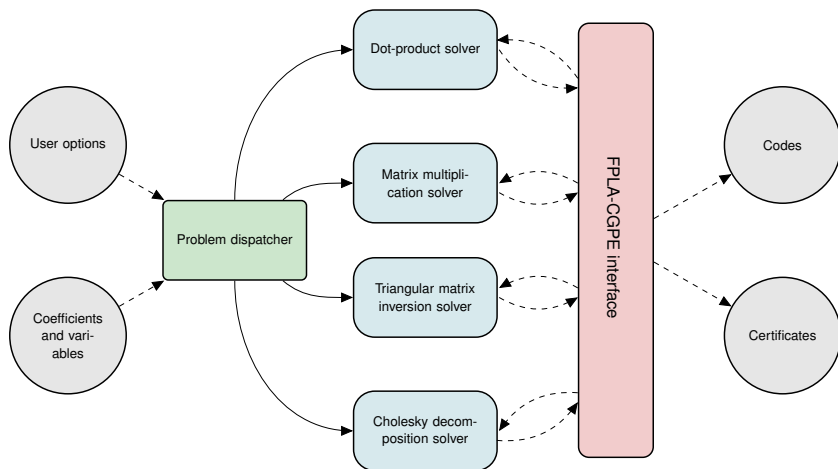 Dot-product solver
User options
Matrix multipli-
cation solver
Codes
FPLA-CGPE interface
Problem dispatcher
Triangular matrix
inversion solver
Coefficients
and vari-
ables
Certificates
Cholesky decom-
position solver